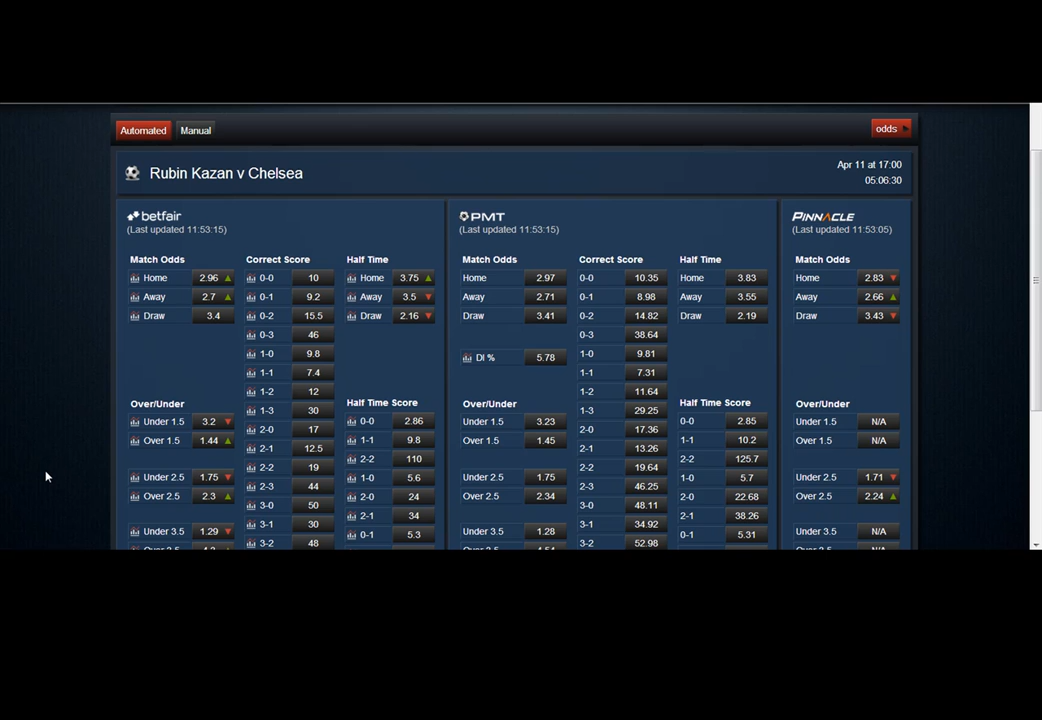 Automated Manual odds
Rubin Kazan v Chelsea
Apr 11 at 17:00
05:06:30
betfair
(Last updated 11:53:15)
Match Odds
Home 2.96
Away 2.7
Draw 3.4
Over/Under
Under 1.5 3.2
Over 1.5 1.44
Under 2.5 1.75
Over 2.5 2.3
Under 3.5 1.29
Correct Score
0-0 10
0-1 9.2
0-2 15.5
0-3 46
1-0 9.8
1-1 7.4
1-2 12
1-3 30
2-0 17
2-1 12.5
2-2 19
2-3 44
3-0 50
3-1 30
3-2 48
Half Time
Home 3.75
Away 3.5
Draw 2.16
Half Time Score
0-0 2.86
1-1 9.8
2-2 110
1-0 5.6
2-0 24
2-1 34
0-1 5.3
PMT
(Last updated 11:53:15)
Match Odds
Home 2.97
Away 2.71
Draw 3.41
DI % 5.78
Over/Under
Under 1.5 3.23
Over 1.5 1.45
Under 2.5 1.75
Over 2.5 2.34
Under 3.5 1.28
Correct Score
0-0 10.35
0-1 8.98
0-2 14.82
0-3 38.64
1-0 9.81
1-1 7.31
1-2 11.64
1-3 29.25
2-0 17.36
2-1 13.26
2-2 19.64
2-3 46.25
3-0 48.11
3-1 34.92
3-2 52.98
Half Time
Home 3.83
Away 3.55
Draw 2.19
Half Time Score
0-0 2.85
1-1 10.2
2-2 125.7
1-0 5.7
2-0 22.68
2-1 38.26
0-1 5.31
PINNACLE
(Last updated 11:53:05)
Match Odds
Home 2.83
Away 2.66
Draw 3.43
Over/Under
Under 1.5 N/A
Over 1.5 N/A
Under 2.5 1.71
Over 2.5 2.24
Under 3.5 N/A